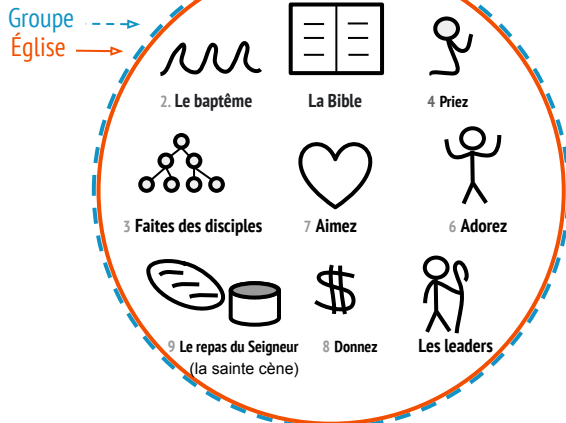 Groupe
Église
2. Le baptême
La Bible
4 Priez
3 Faites des disciples
7 Aimez
6 Adorez
9 Le repas du Seigneur
(la sainte cène)
8 Donnez
$
Les leaders